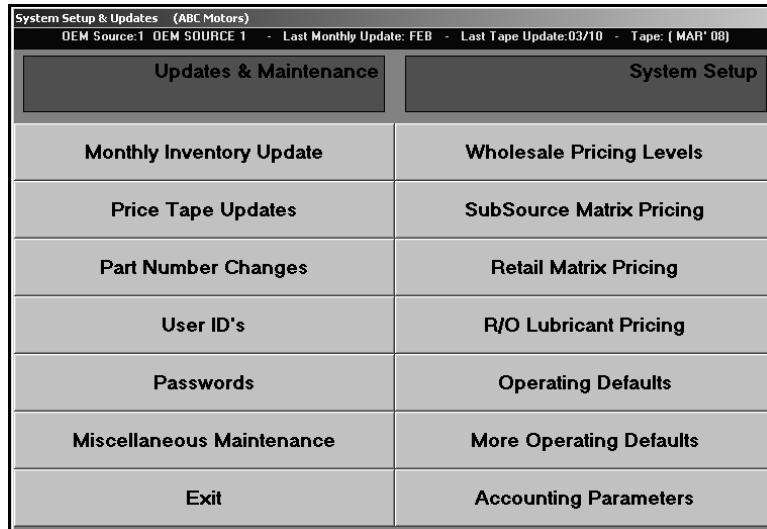 System Setup & Updates (ABC Motors)
OEM Source:1 OEM SOURCE 1 - Last Monthly Update: FEB - Last Tape Update:03/10 - Tape: ( MAR' 08)
Updates & Maintenance
System Setup
Monthly Inventory Update
Wholesale Pricing Levels
Price Tape Updates
SubSource Matrix Pricing
Part Number Changes
Retail Matrix Pricing
User ID's
R/O Lubricant Pricing
Passwords
Operating Defaults
Miscellaneous Maintenance
More Operating Defaults
Exit
Accounting Parameters